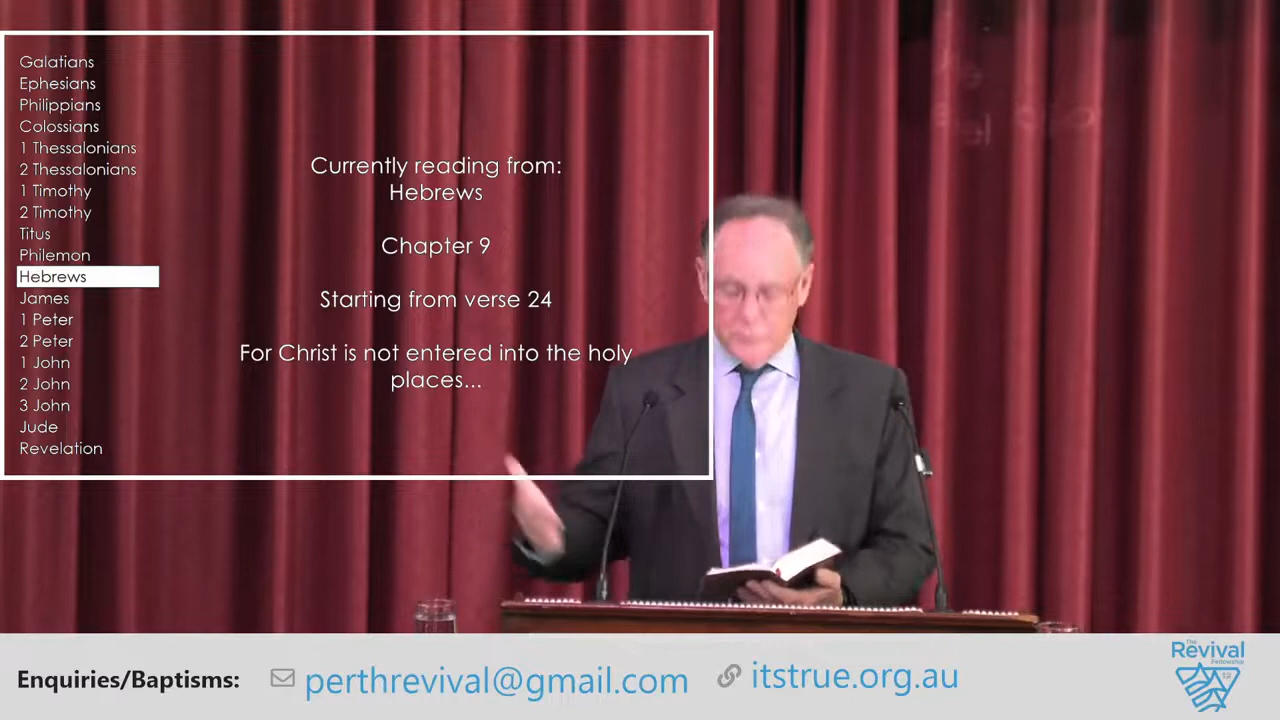 Galatians
Ephesians
Philippians
Colossians
1 Thessalonians
2 Thessalonians
1 Timothy
2 Timothy
Titus
Philemon
Hebrews
James
1 Peter
2 Peter
1 John
2 John
3 John
Jude
Revelation
Currently reading from:
Hebrews
Chapter 9
Starting from verse 24
For Christ is not entered into the holy
places...
Enquiries/Baptisms:
perthrevival@gmail.com
itstrue.org.au
The
Revival
Fellowship